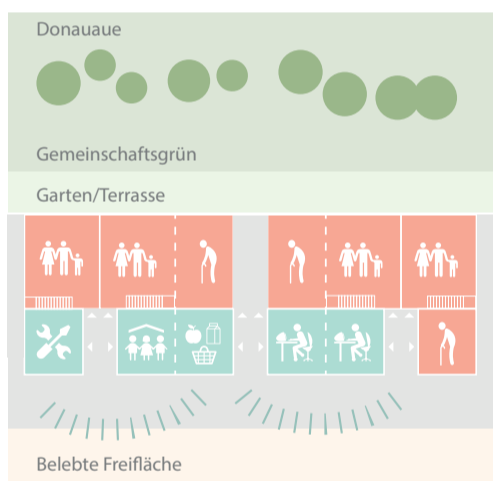 Donauaue
Gemeinschaftsgrün
Garten/Terrasse
Belebte Freifläche